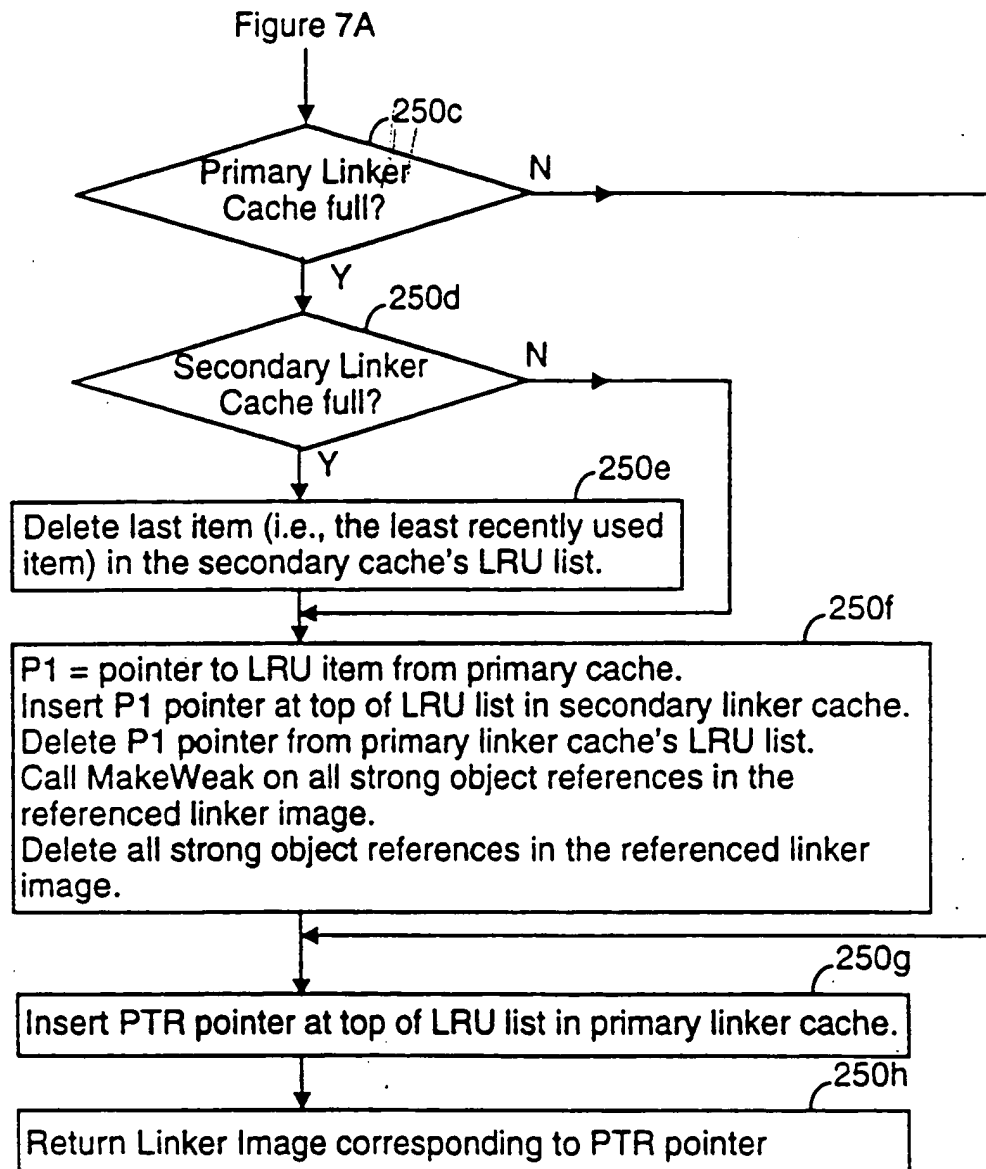 Figure 7A
250c
Primary Linker
Cache full?
N
Y
250d
Secondary Linker
Cache full?
N
Y
250e
Delete last item (i.e., the least recently used
item) in the secondary cache's LRU list.
250f
P1 = pointer to LRU item from primary cache.
Insert P1 pointer at top of LRU list in secondary linker cache.
Delete P1 pointer from primary linker cache's LRU list.
Call MakeWeak on all strong object references in the
referenced linker image.
Delete all strong object references in the referenced linker
image.
250g
Insert PTR pointer at top of LRU list in primary linker cache.
250h
Return Linker Image corresponding to PTR pointer